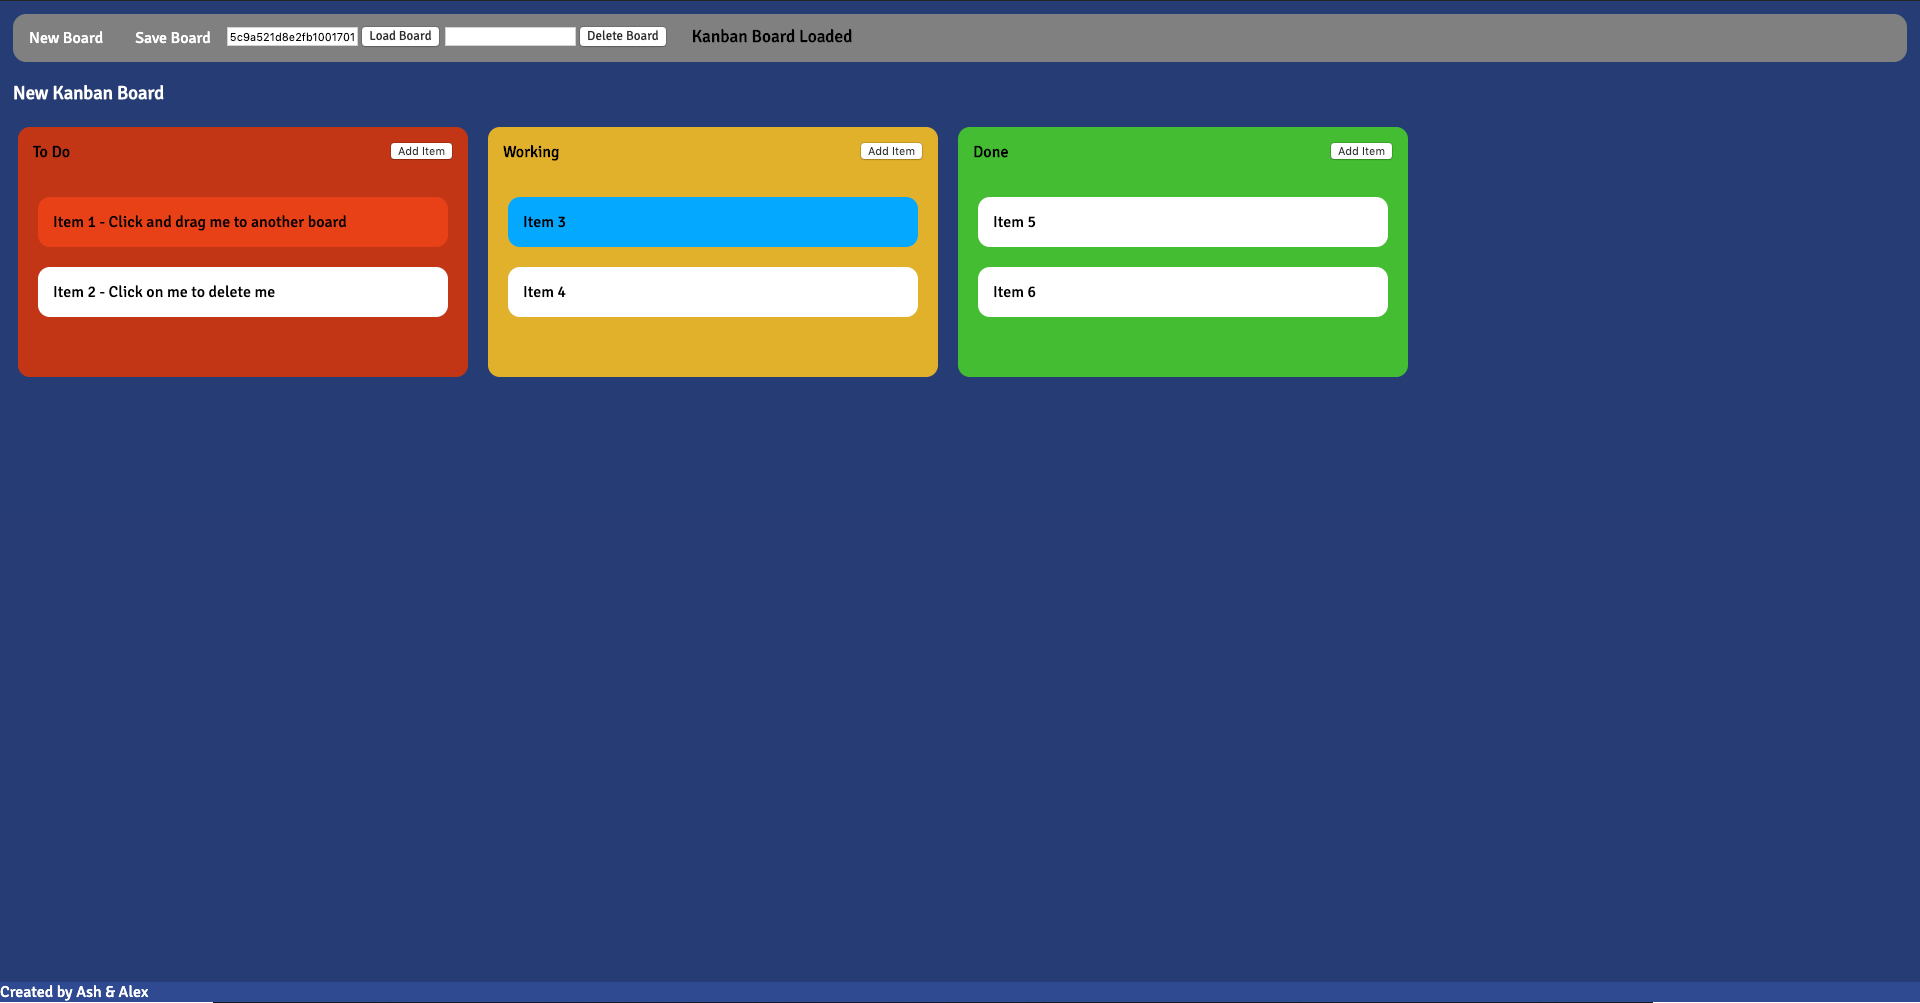 New Board Save Board 5c9a521d8e2fb1001701 Load Board Delete Board Kanban Board Loaded
New Kanban Board
To Do Add Item Working Add Item Done Add Item
Item 1 - Click and drag me to another board Item 3 Item 5
Item 2 - Click on me to delete me Item 4 Item 6
Created by Ash & Alex